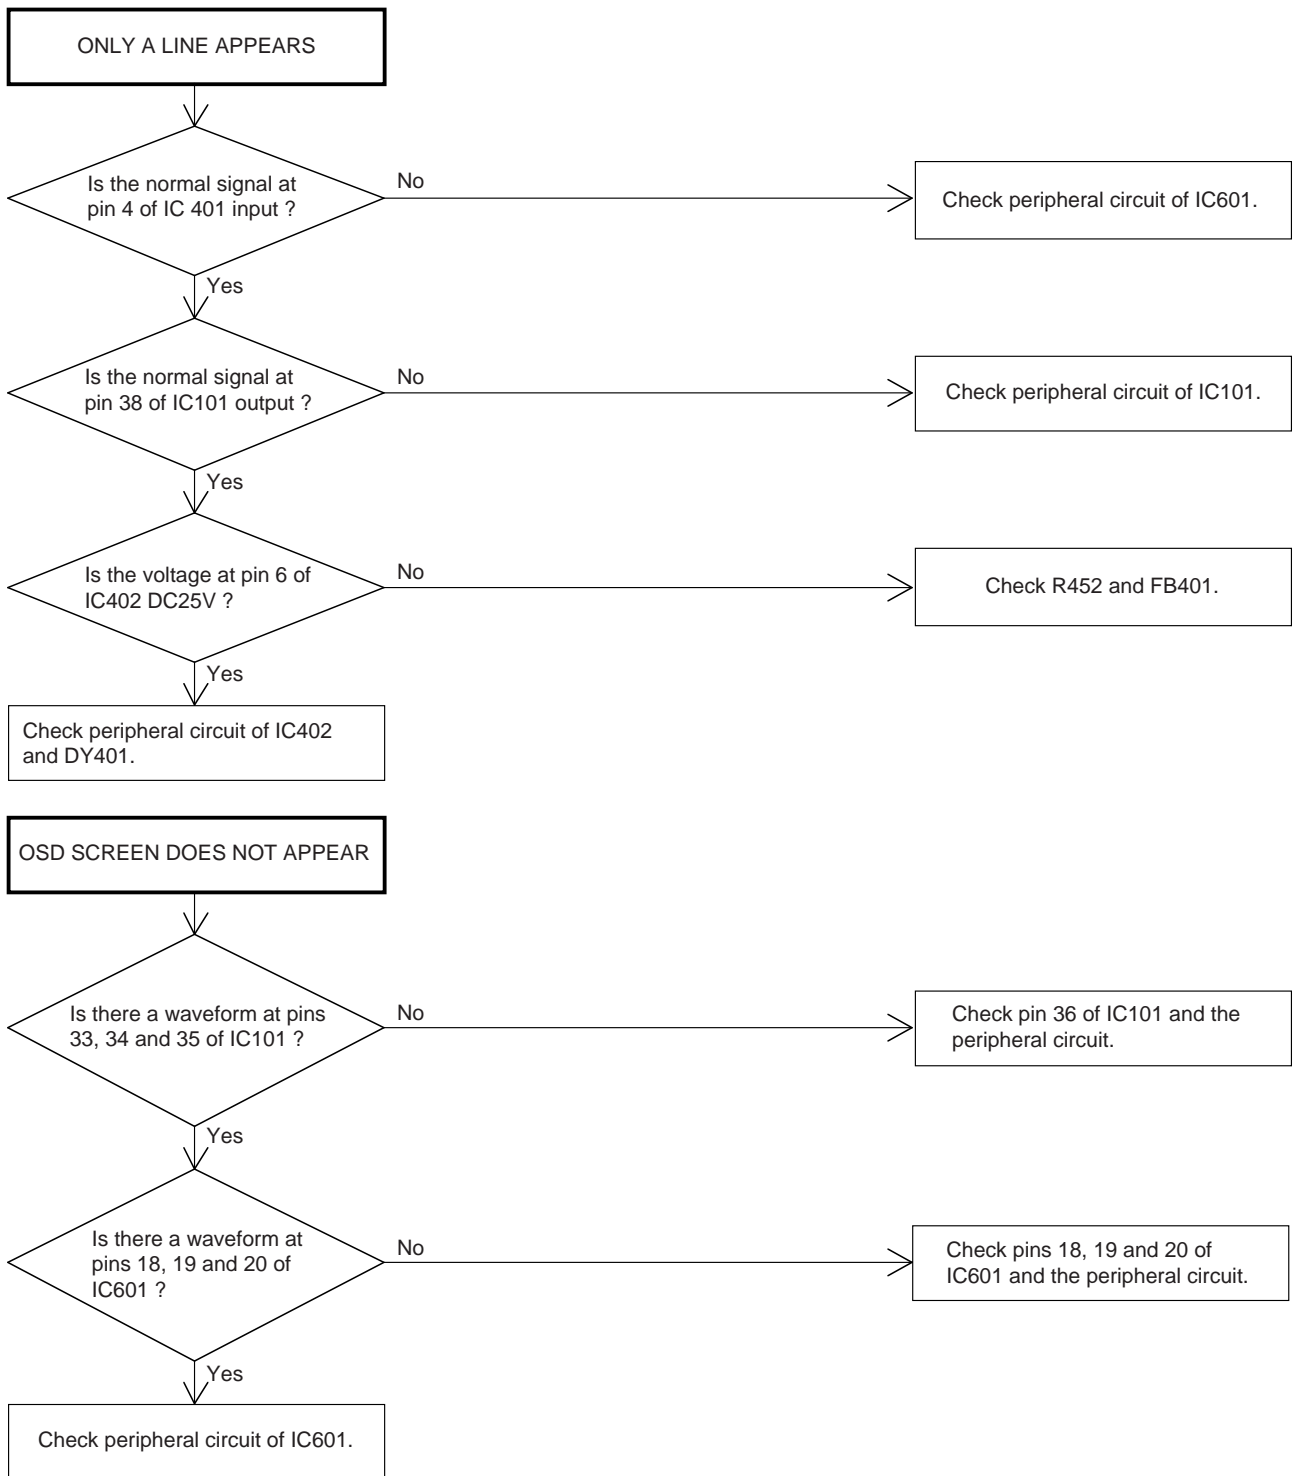 ONLY A LINE APPEARS
Is the normal signal at
pin 4 of IC 401 input ?
No
Check peripheral circuit of IC601.
Yes
Is the normal signal at
pin 38 of IC101 output ?
No
Check peripheral circuit of IC101.
Yes
Is the voltage at pin 6 of
IC402 DC25V ?
No
Check R452 and FB401.
Yes
Check peripheral circuit of IC402
and DY401.
OSD SCREEN DOES NOT APPEAR
Is there a waveform at pins
33, 34 and 35 of IC101 ?
No
Check pin 36 of IC101 and the
peripheral circuit.
Yes
Is there a waveform at
pins 18, 19 and 20 of
IC601 ?
No
Check pins 18, 19 and 20 of
IC601 and the peripheral circuit.
Yes
Check peripheral circuit of IC601.